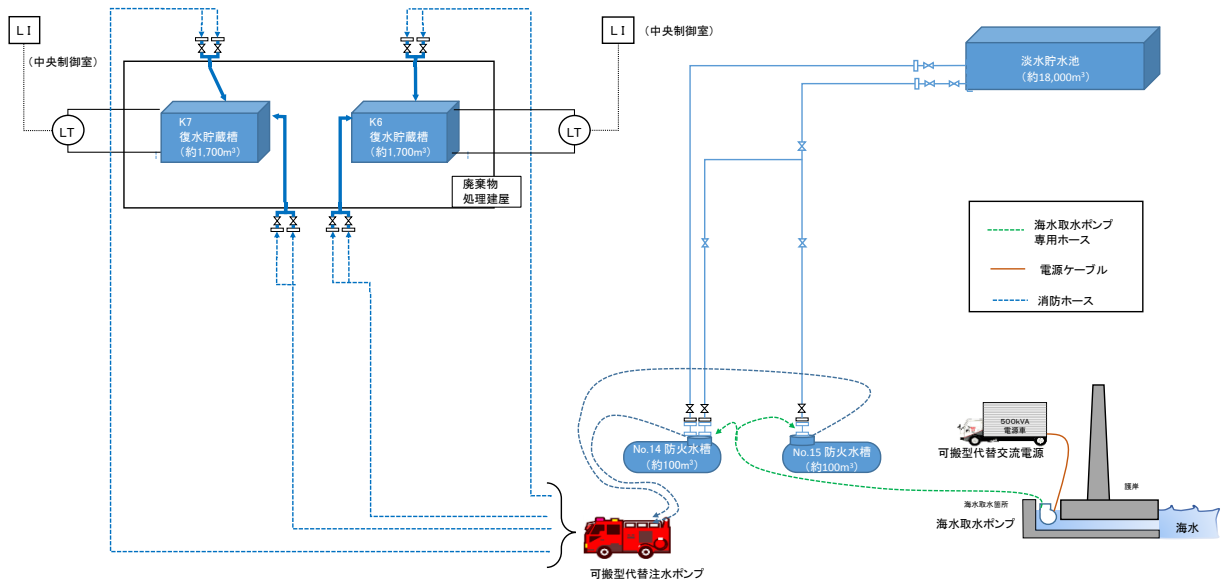 ＬＩ
（中央制御室）
ＬＩ
（中央制御室）
淡水貯水池
（約18,000m³）
K7
復水貯蔵槽
（約1,700m³）
K6
復水貯蔵槽
（約1,700m³）
LT
LT
廃棄物
処理建屋
海水取水ポンプ
専用ホース
電源ケーブル
消防ホース
500kVA
電源車
可搬型代替交流電源
No.14 防火水槽
（約100m³）
No.15 防火水槽
（約100m³）
護岸
海水取水箇所
海水取水ポンプ
海水
可搬型代替注水ポンプ